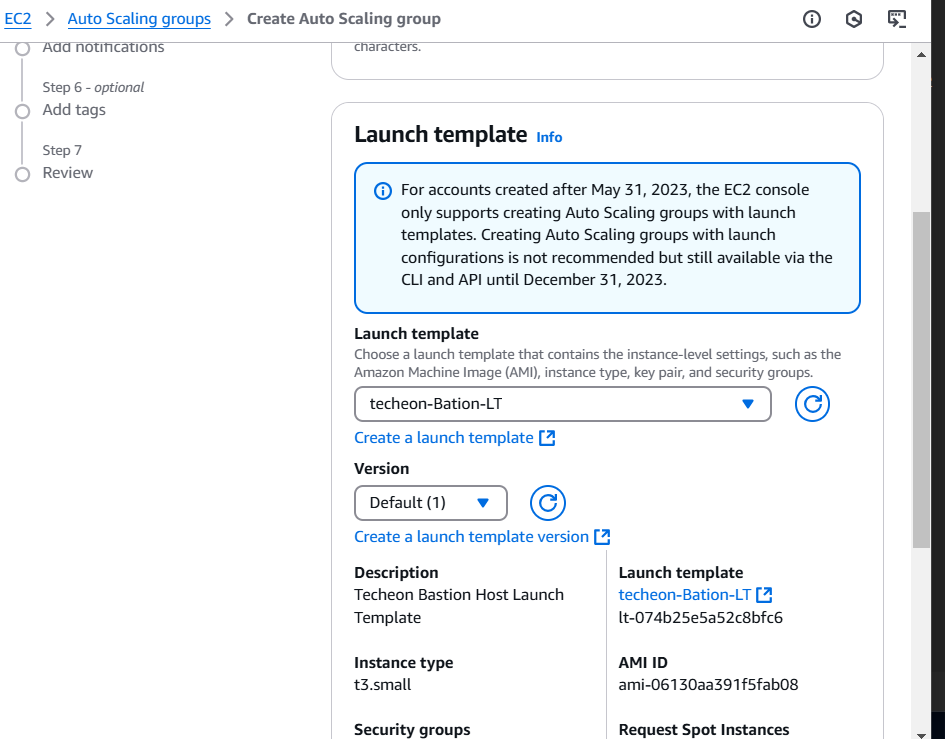 EC2 > Auto Scaling groups > Create Auto Scaling group
Add notifications
Step 6 - optional
Add tags
Step 7
Review
characters.
Launch template Info
For accounts created after May 31, 2023, the EC2 console
only supports creating Auto Scaling groups with launch
templates. Creating Auto Scaling groups with launch
configurations is not recommended but still available via the
CLI and API until December 31, 2023.
Launch template
Choose a launch template that contains the instance-level settings, such as the
Amazon Machine Image (AMI), instance type, key pair, and security groups.
techeon-Bation-LT
Create a launch template
Version
Default (1)
Create a launch template version
Description
Techeon Bastion Host Launch
Template
Launch template
techeon-Bation-LT
lt-074b25e5a52c8bfc6
Instance type
t3.small
AMI ID
ami-06130aa391f5fab08
Security groups
Request Spot Instances